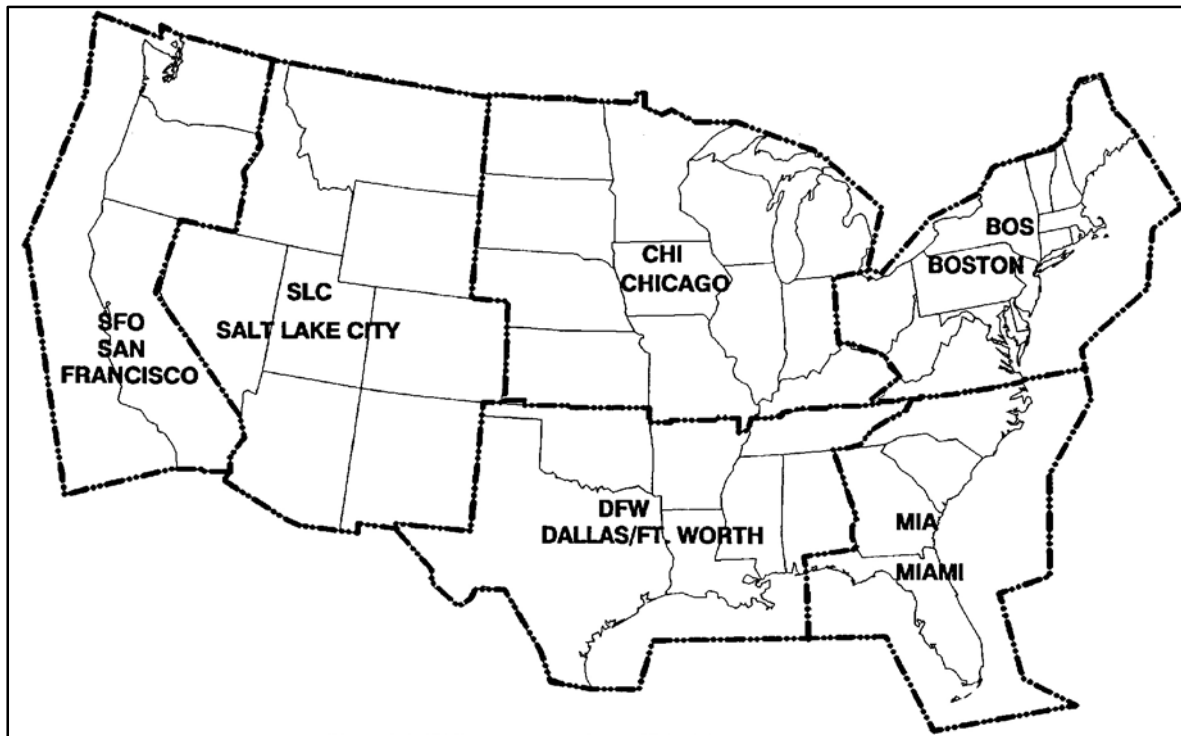 SFO
SAN
FRANCISCO
SLC
SALT LAKE CITY
CHI
CHICAGO
BOS
BOSTON
DFW
DALLAS/FT. WORTH
MIA
MIAMI